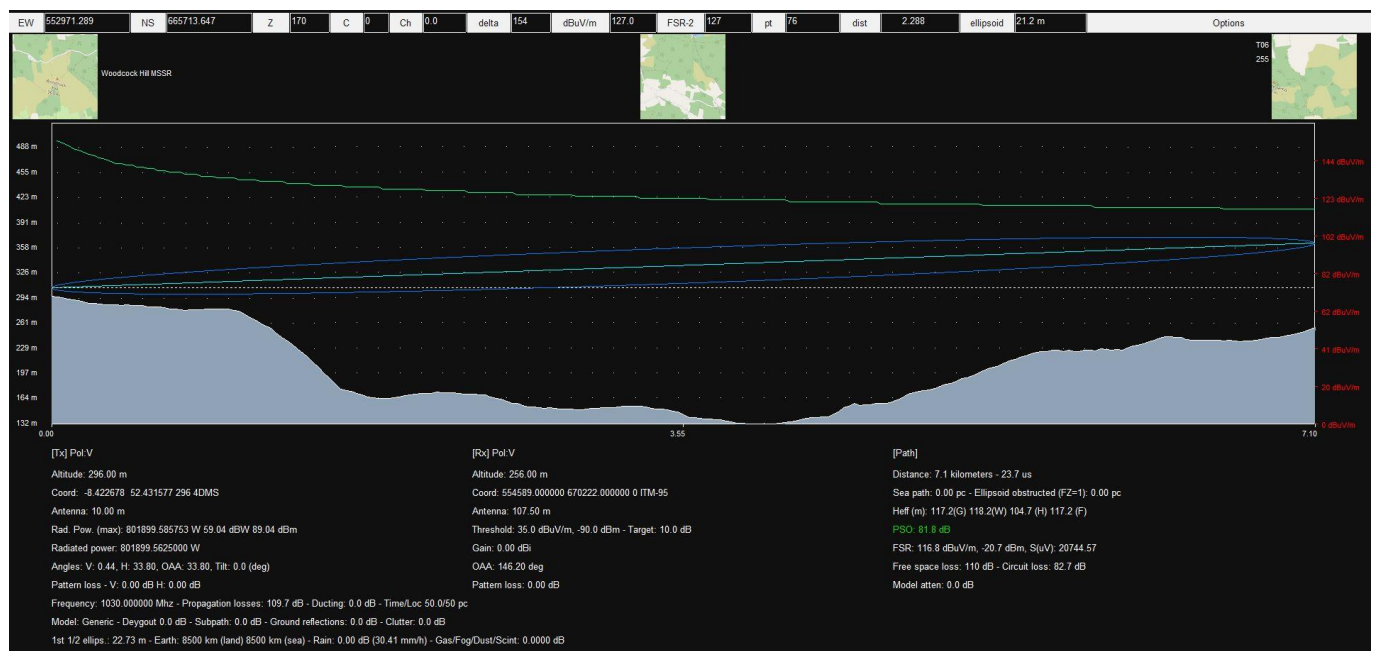 EW 552971.289 NS 665713.647 Z 170 C 0 Ch 0.0 delta 154 dBuV/m 127.0 FSR-2 127 pt 76 dist 2.288 ellipsoid 21.2 m Options
Woodcock Hill MSSR
T06
255
488 m
455 m
423 m
391 m
358 m
326 m
294 m
261 m
229 m
197 m
164 m
132 m
144 dBuV/m
123 dBuV/m
102 dBuV/m
82 dBuV/m
62 dBuV/m
41 dBuV/m
20 dBuV/m
0 dBuV/m
0.00 3.55 7.10
[Tx] Pol:V
Altitude: 296.00 m
Coord: -8.422678 52.431577 296 4DMS
Antenna: 10.00 m
Rad. Pow. (max): 801899.585753 W 59.04 dBW 89.04 dBm
Radiated power: 801899.5625000 W
Angles: V: 0.44, H: 33.80, OAA: 33.80, Tilt: 0.0 (deg)
Pattern loss - V: 0.00 dB H: 0.00 dB
Frequency: 1030.000000 Mhz - Propagation losses: 109.7 dB - Ducting: 0.0 dB - Time/Loc 50.0/50 pc
Model: Generic - Deygout 0.0 dB - Subpath: 0.0 dB - Ground reflections: 0.0 dB - Clutter: 0.0 dB
1st 1/2 ellips.: 22.73 m - Earth: 8500 km (land) 8500 km (sea) - Rain: 0.00 dB (30.41 mm/h) - Gas/Fog/Dust/Scint: 0.0000 dB
[Rx] Pol:V
Altitude: 256.00 m
Coord: 554589.000000 670222.000000 0 ITM-95
Antenna: 107.50 m
Threshold: 35.0 dBuV/m, -90.0 dBm - Target: 10.0 dB
Gain: 0.00 dBi
OAA: 146.20 deg
Pattern loss: 0.00 dB
[Path]
Distance: 7.1 kilometers - 23.7 us
Sea path: 0.00 pc - Ellipsoid obstructed (FZ=1): 0.00 pc
Heff (m): 117.2(G) 118.2(W) 104.7 (H) 117.2 (F)
PSO: 81.8 dB
FSR: 116.8 dBuV/m, -20.7 dBm, S(uV): 20744.57
Free space loss: 110 dB - Circuit loss: 82.7 dB
Model atten: 0.0 dB